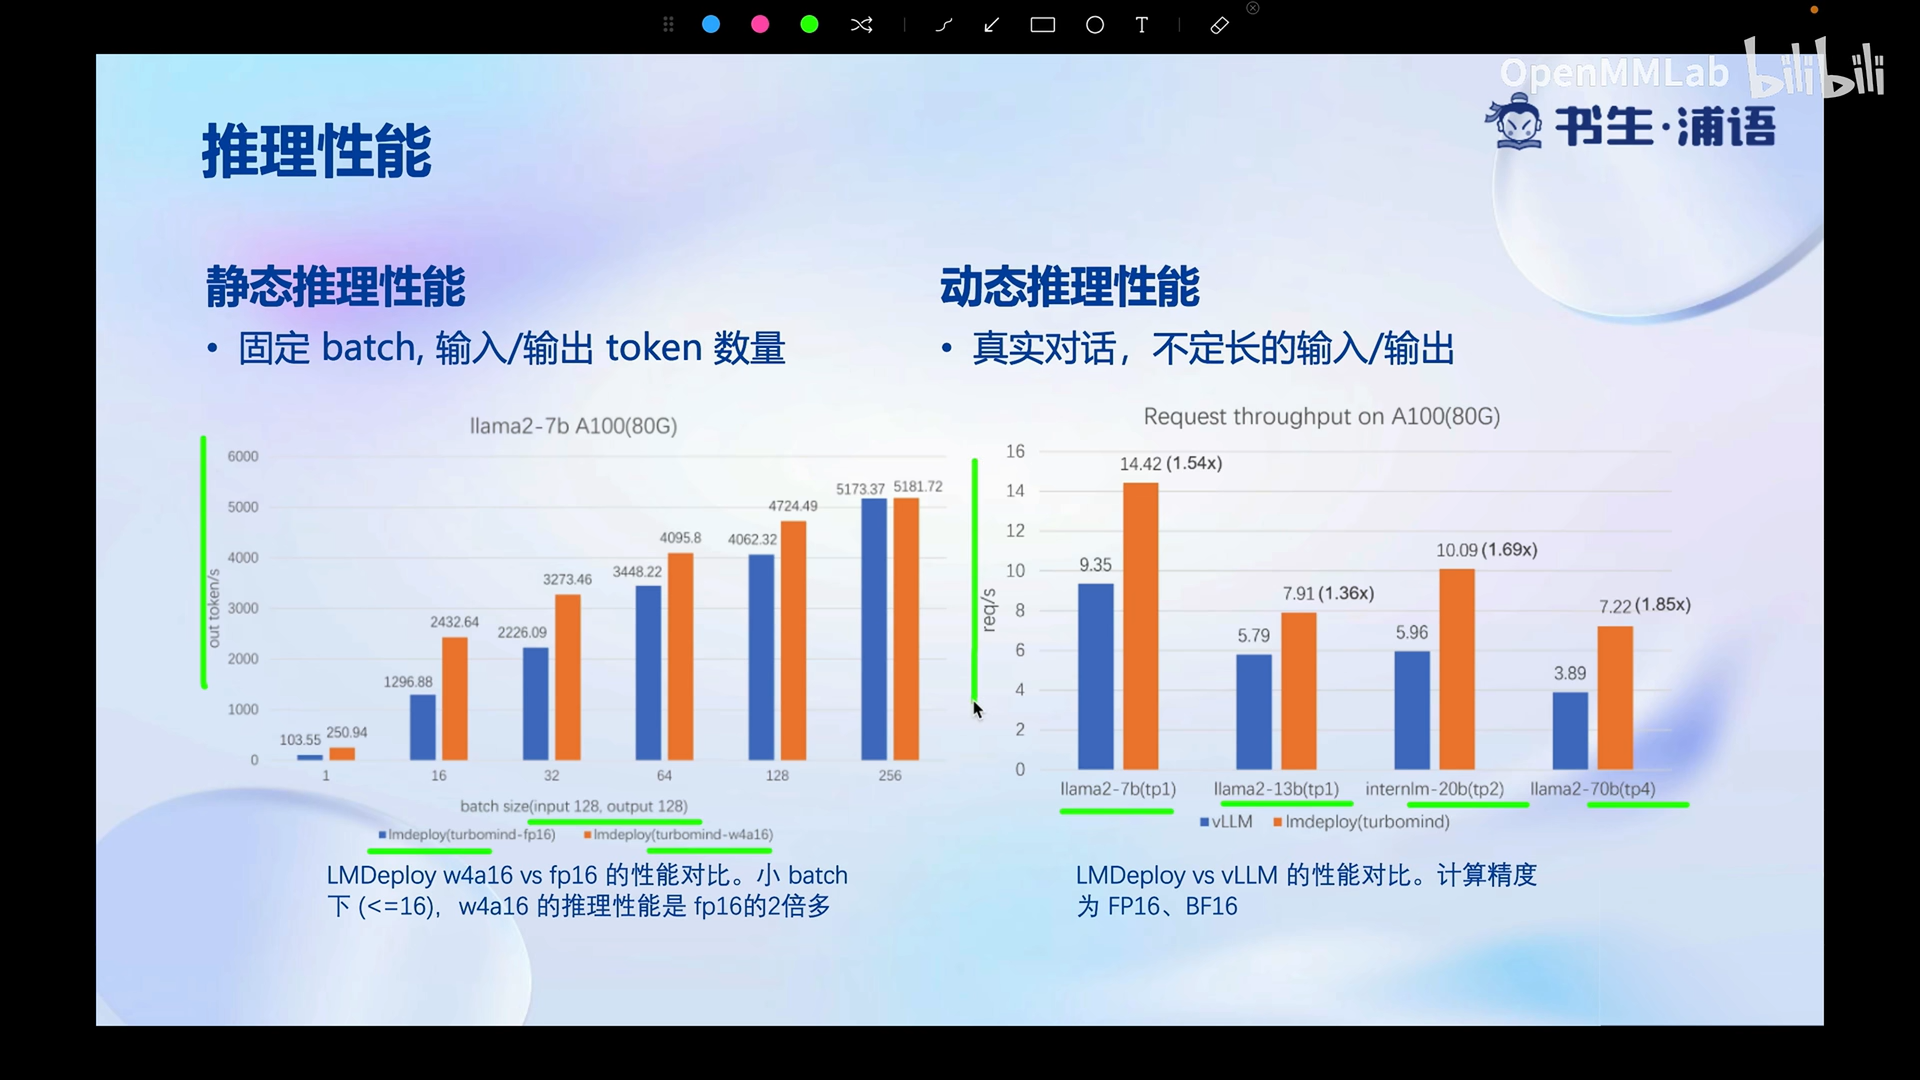 OpenMMLab bilibili
书生·浦语
推理性能
静态推理性能
• 固定 batch, 输入/输出 token 数量
llama2-7b A100(80G)
out token/s
6000
5000
4000
3000
2000
1000
0
103.55 250.94
1296.88 2432.64
2226.09 3273.46
3448.22 4095.8
4062.32 4724.49
5173.37 5181.72
1 16 32 64 128 256
batch size(input 128, output 128)
lmdeploy(turbomind-fp16) lmdeploy(turbomind-w4a16)
LMDeploy w4a16 vs fp16 的性能对比。小 batch
下 (<=16)，w4a16 的推理性能是 fp16的2倍多
动态推理性能
• 真实对话，不定长的输入/输出
Request throughput on A100(80G)
req/s
16
14
12
10
8
6
4
2
0
9.35 14.42 (1.54x)
5.79 7.91 (1.36x)
5.96 10.09 (1.69x)
3.89 7.22 (1.85x)
llama2-7b(tp1) llama2-13b(tp1) internlm-20b(tp2) llama2-70b(tp4)
vLLM lmdeploy(turbomind)
LMDeploy vs vLLM 的性能对比。计算精度
为 FP16、BF16